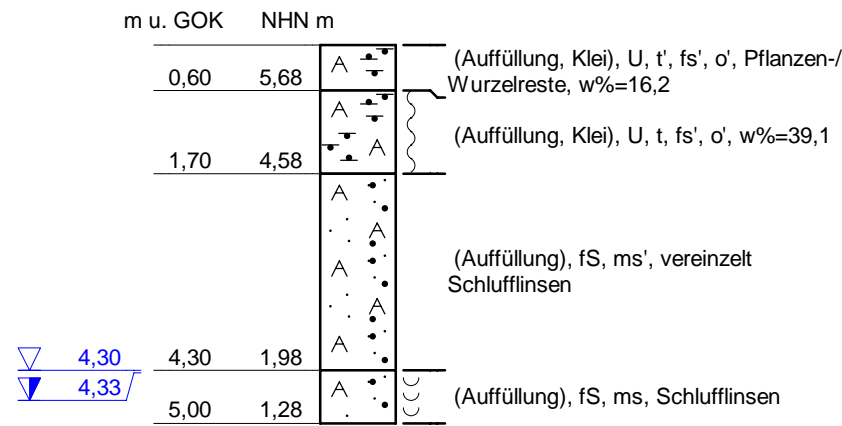 m u. GOK NHN m
(Auffüllung, Klei), U, t', fs', o', Pflanzen-/
0,60 5,68 A Wurzelreste, w%=16,2
A
(Auffüllung, Klei), U, t, fs', o', w%=39,1
A
1,70 4,58
A
A
(Auffüllung), fS, ms', vereinzelt
A Schlufflinsen
A
4,30 4,30 1,98 A
4,33 A (Auffüllung), fS, ms, Schlufflinsen
5,00 1,28